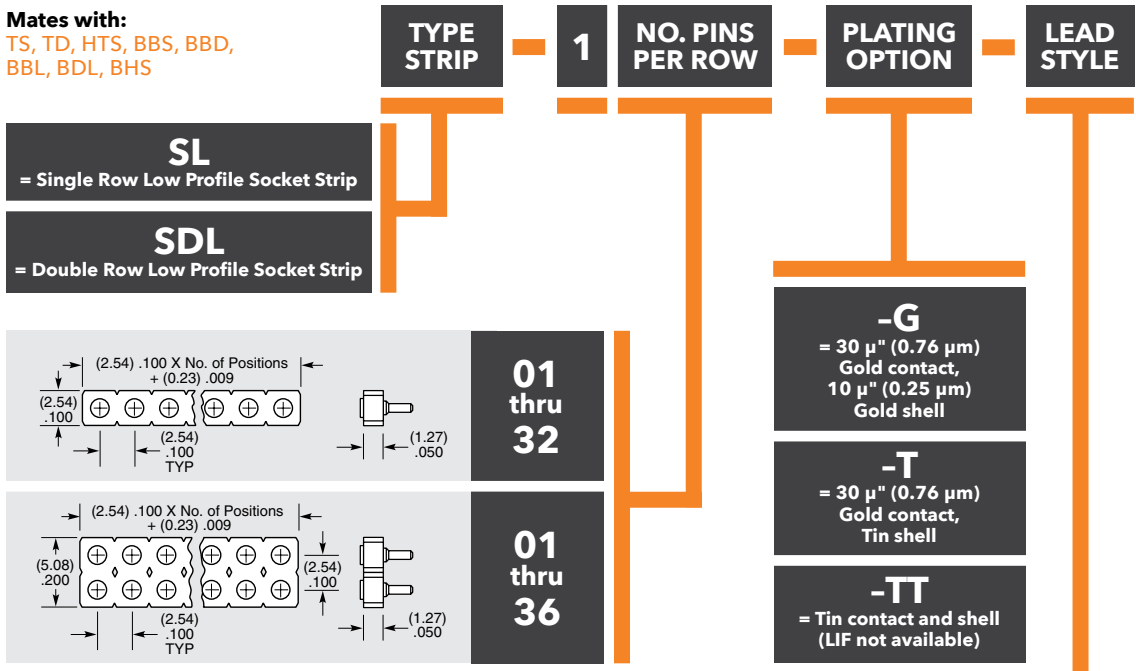 Mates with:
TS, TD, HTS, BBS, BBD,
BBL, BDL, BHS
TYPE
STRIP
1
NO. PINS
PER ROW
PLATING
OPTION
LEAD
STYLE
SL
= Single Row Low Profile Socket Strip
SDL
= Double Row Low Profile Socket Strip
(2.54) .100 X No. of Positions
+ (0.23) .009
(2.54)
.100
(2.54)
.100
TYP
(1.27)
.050
01
thru
32
(2.54) .100 X No. of Positions
+ (0.23) .009
(5.08)
.200
(2.54)
.100
(2.54)
.100
TYP
(1.27)
.050
01
thru
36
–G
= 30 µ" (0.76 µm)
Gold contact,
10 µ" (0.25 µm)
Gold shell
–T
= 30 µ" (0.76 µm)
Gold contact,
Tin shell
–TT
= Tin contact and shell
(LIF not available)